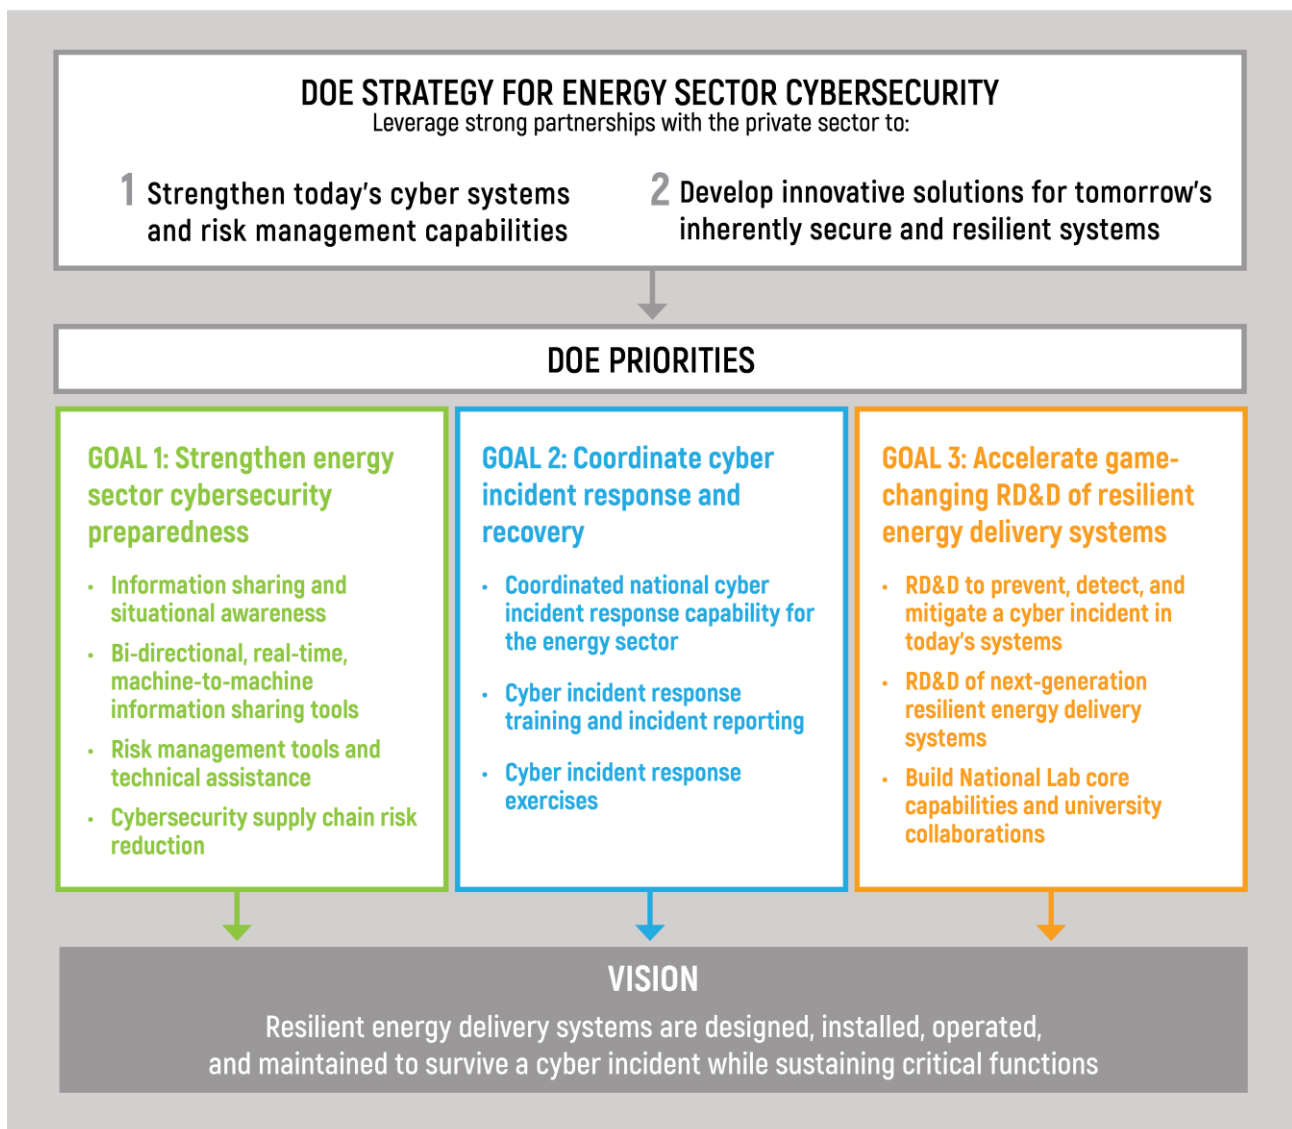 DOE STRATEGY FOR ENERGY SECTOR CYBERSECURITY
Leverage strong partnerships with the private sector to:
1 Strengthen today's cyber systems
and risk management capabilities
2 Develop innovative solutions for tomorrow's
inherently secure and resilient systems
DOE PRIORITIES
GOAL 1: Strengthen energy
sector cybersecurity
preparedness
• Information sharing and
situational awareness
• Bi-directional, real-time,
machine-to-machine
information sharing tools
• Risk management tools and
technical assistance
• Cybersecurity supply chain risk
reduction
GOAL 2: Coordinate cyber
incident response and
recovery
• Coordinated national cyber
incident response capability for
the energy sector
• Cyber incident response
training and incident reporting
• Cyber incident response
exercises
GOAL 3: Accelerate game-
changing RD&D of resilient
energy delivery systems
• RD&D to prevent, detect, and
mitigate a cyber incident in
today's systems
• RD&D of next-generation
resilient energy delivery
systems
• Build National Lab core
capabilities and university
collaborations
VISION
Resilient energy delivery systems are designed, installed, operated,
and maintained to survive a cyber incident while sustaining critical functions